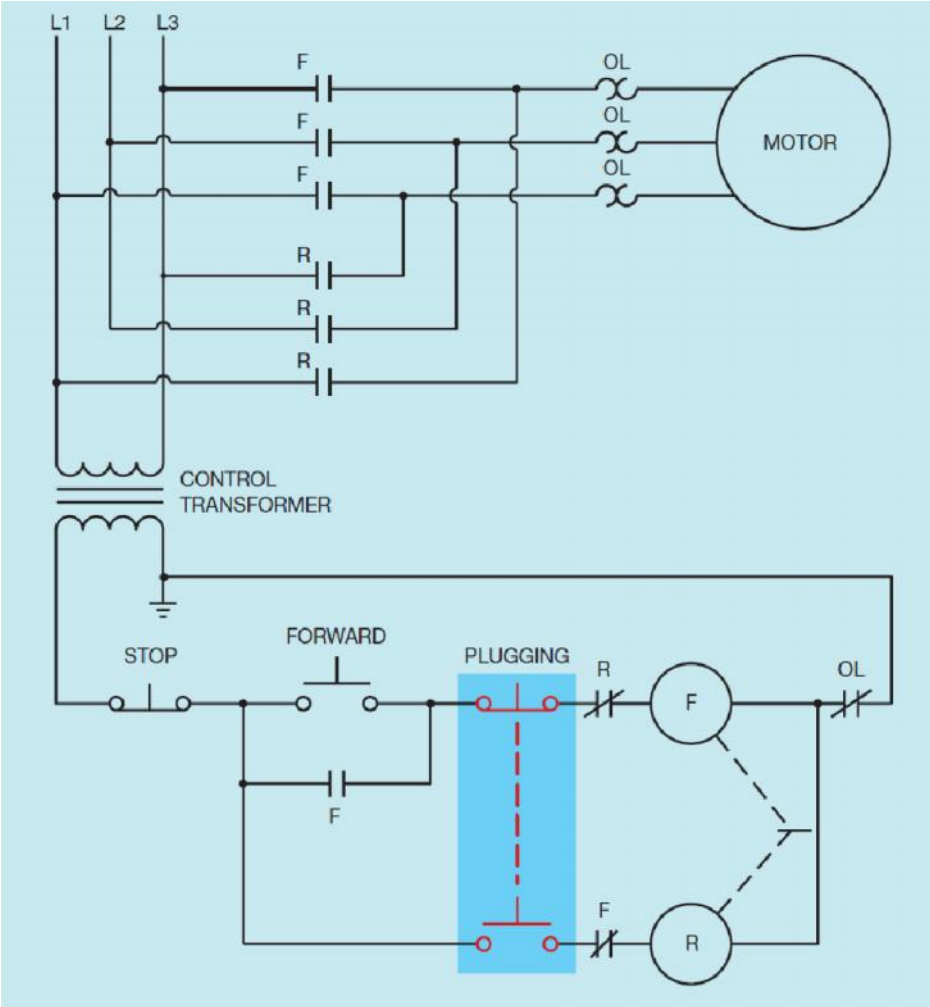 L1 L2 L3
F OL
F OL
MOTOR
F OL
R
R
R
CONTROL
TRANSFORMER
FORWARD
STOP PLUGGING R OL
F
F
F
R